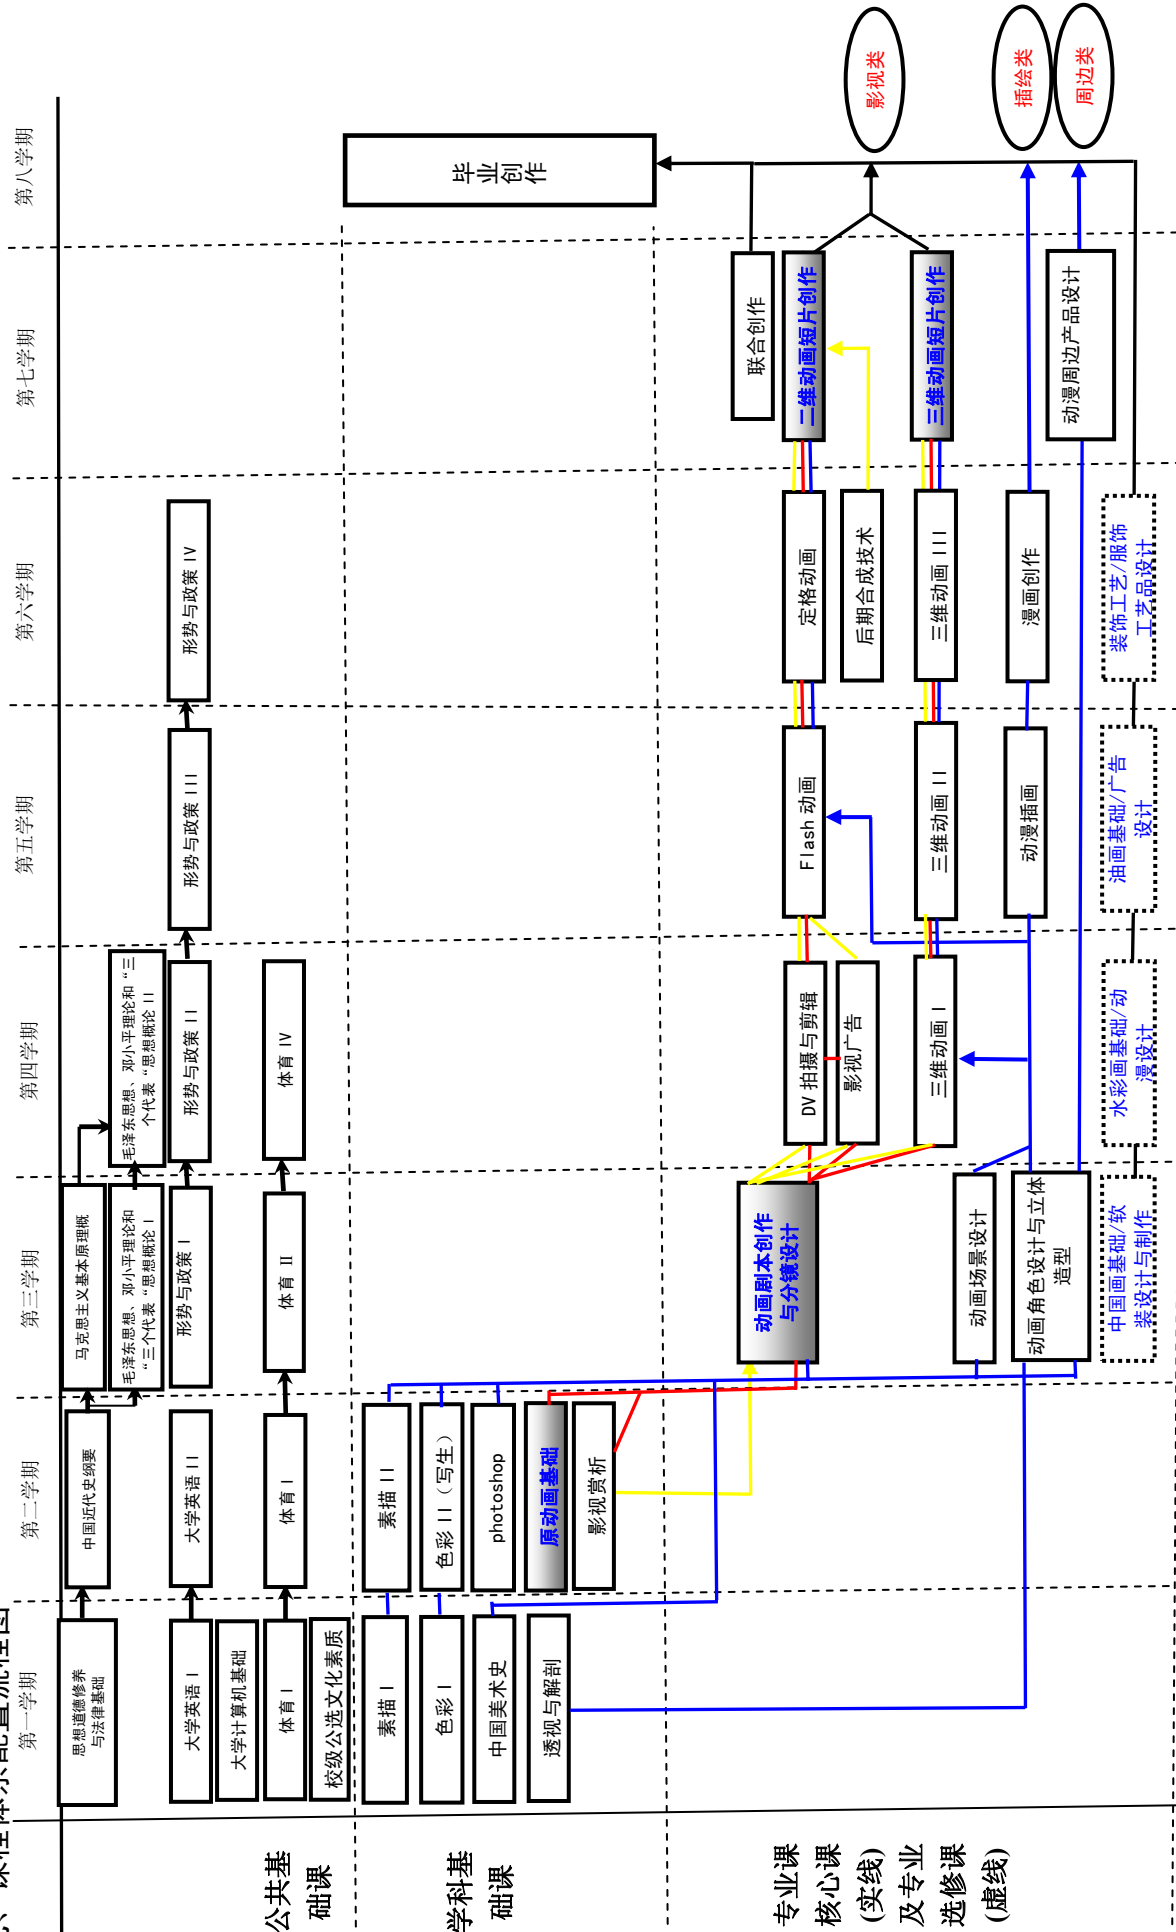 课程体系配置流程图
第一学期
第二学期
第三学期
第四学期
第五学期
第六学期
第七学期
第八学期
公共基
础课
思想道德修养
与法律基础
中国近代史纲要
马克思主义基本原理概
毛泽东思想、邓小平理论和
“三个代表“思想概论 I
毛泽东思想、邓小平理论和“三
个代表“思想概论 II
大学英语 I
大学英语 II
形势与政策 I
形势与政策 II
形势与政策 III
形势与政策 IV
大学计算机基础
体育 I
体育 I
体育 II
体育 IV
校级公选文化素质
学科基
础课
素描 I
素描 II
色彩 I
色彩 II（写生）
中国美术史
photoshop
透视与解剖
原动画基础
影视赏析
毕业创作
专业课
核心课
(实线)
及专业
选修课
(虚线)
联合创作
动画剧本创作
与分镜设计
DV 拍摄与剪辑
Flash 动画
定格动画
二维动画短片创作
影视广告
后期合成技术
三维动画 I
三维动画 II
三维动画 III
三维动画短片创作
动画场景设计
动画角色设计与立体
造型
动漫插画
漫画创作
动漫周边产品设计
中国画基础/软
装设计与制作
水彩画基础/动
漫设计
油画基础/广告
设计
装饰工艺/服饰
工艺品设计
影视类
插绘类
周边类